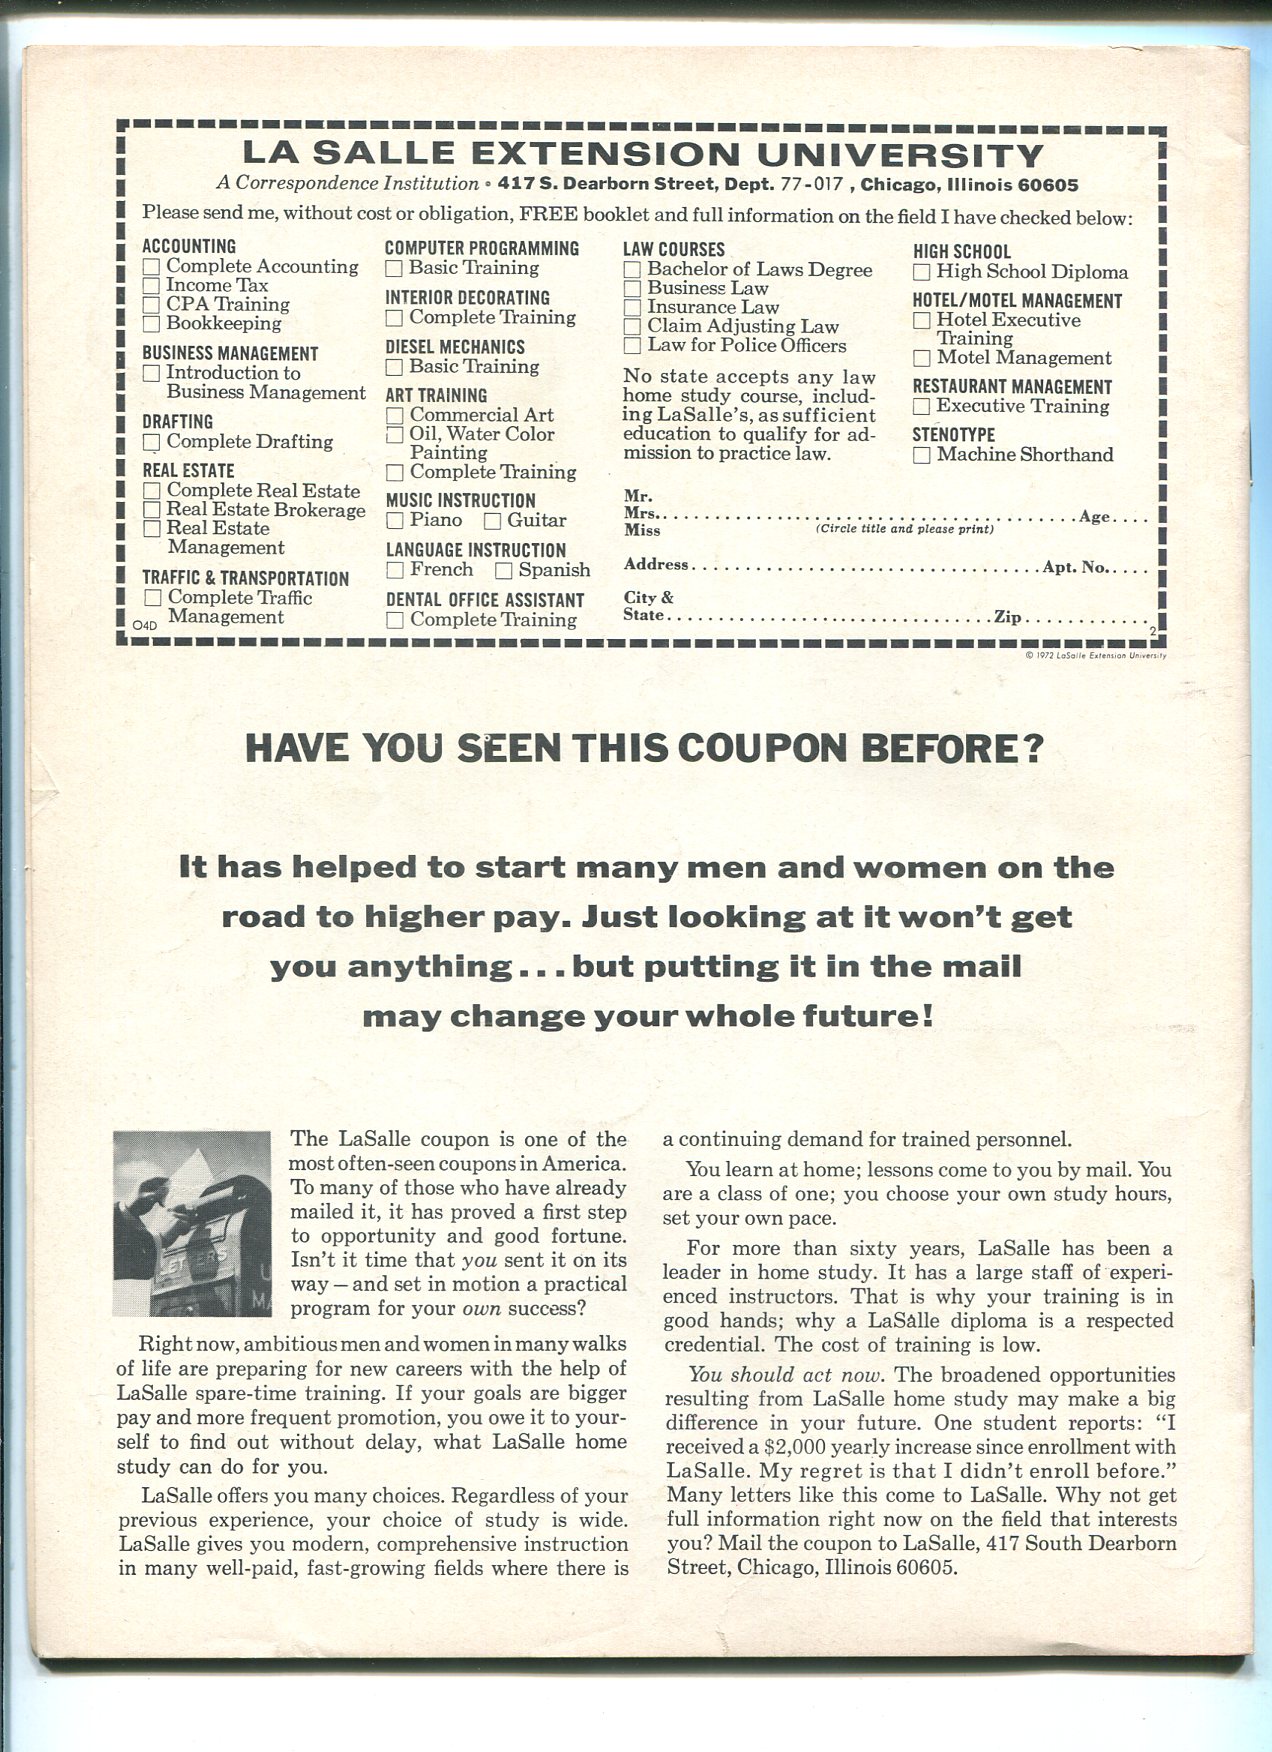 LA SALLE EXTENSION UNIVERSITY
A Correspondence Institution • 417 S. Dearborn Street, Dept. 77-017 , Chicago, Illinois 60605
Please send me, without cost or obligation, FREE booklet and full information on the field I have checked below:
ACCOUNTING
Complete Accounting
Income Tax
CPA Training
Bookkeeping
BUSINESS MANAGEMENT
Introduction to
Business Management
DRAFTING
Complete Drafting
REAL ESTATE
Complete Real Estate
Real Estate Brokerage
Real Estate
Management
TRAFFIC & TRANSPORTATION
Complete Traffic
Management
O4D
COMPUTER PROGRAMMING
Basic Training
INTERIOR DECORATING
Complete Training
DIESEL MECHANICS
Basic Training
ART TRAINING
Commercial Art
Oil, Water Color
Painting
Complete Training
MUSIC INSTRUCTION
Piano Guitar
LANGUAGE INSTRUCTION
French Spanish
DENTAL OFFICE ASSISTANT
Complete Training
LAW COURSES
Bachelor of Laws Degree
Business Law
Insurance Law
Claim Adjusting Law
Law for Police Officers
No state accepts any law
home study course, includ-
ing LaSalle's, as sufficient
education to qualify for ad-
mission to practice law.
HIGH SCHOOL
High School Diploma
HOTEL/MOTEL MANAGEMENT
Hotel Executive
Training
Motel Management
RESTAURANT MANAGEMENT
Executive Training
STENOTYPE
Machine Shorthand
Mr.
Mrs. Age
Miss (Circle title and please print)
Address Apt. No.
City &
State Zip
2
© 1972 LaSalle Extension University
HAVE YOU SEEN THIS COUPON BEFORE?
It has helped to start many men and women on the
road to higher pay. Just looking at it won't get
you anything...but putting it in the mail
may change your whole future!
LETTERS
U
MA
The LaSalle coupon is one of the
most often-seen coupons in America.
To many of those who have already
mailed it, it has proved a first step
to opportunity and good fortune.
Isn't it time that you sent it on its
way—and set in motion a practical
program for your own success?
Right now, ambitious men and women in many walks
of life are preparing for new careers with the help of
LaSalle spare-time training. If your goals are bigger
pay and more frequent promotion, you owe it to your-
self to find out without delay, what LaSalle home
study can do for you.
LaSalle offers you many choices. Regardless of your
previous experience, your choice of study is wide.
LaSalle gives you modern, comprehensive instruction
in many well-paid, fast-growing fields where there is
a continuing demand for trained personnel.
You learn at home; lessons come to you by mail. You
are a class of one; you choose your own study hours,
set your own pace.
For more than sixty years, LaSalle has been a
leader in home study. It has a large staff of experi-
enced instructors. That is why your training is in
good hands; why a LaSalle diploma is a respected
credential. The cost of training is low.
You should act now. The broadened opportunities
resulting from LaSalle home study may make a big
difference in your future. One student reports: "I
received a $2,000 yearly increase since enrollment with
LaSalle. My regret is that I didn't enroll before."
Many letters like this come to LaSalle. Why not get
full information right now on the field that interests
you? Mail the coupon to LaSalle, 417 South Dearborn
Street, Chicago, Illinois 60605.